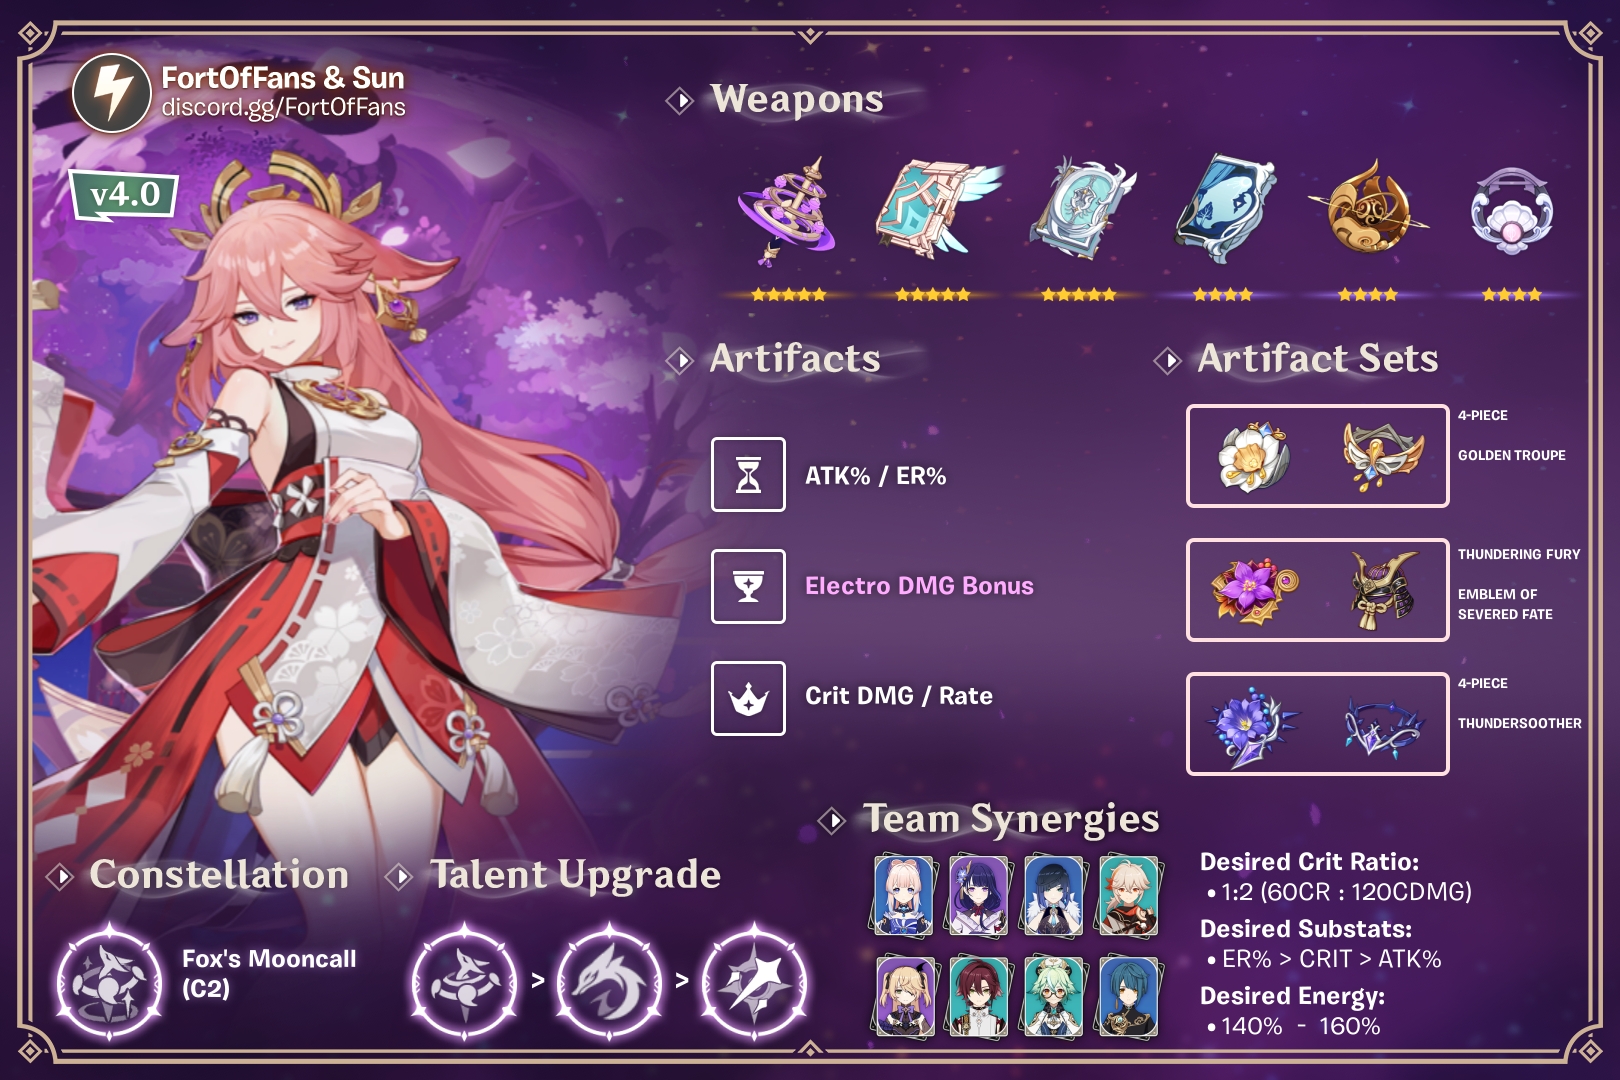 FortOfFans & Sun
discord.gg/FortOfFans
v4.0
Weapons
Artifacts
ATK% / ER%
Electro DMG Bonus
Crit DMG / Rate
Artifact Sets
4-PIECE
GOLDEN TROUPE
THUNDERING FURY
EMBLEM OF
SEVERED FATE
4-PIECE
THUNDERSOOTHER
Constellation
Fox's Mooncall
(C2)
Talent Upgrade
> >
Team Synergies
Desired Crit Ratio:
• 1:2 (60CR : 120CDMG)
Desired Substats:
• ER% > CRIT > ATK%
Desired Energy:
• 140% - 160%